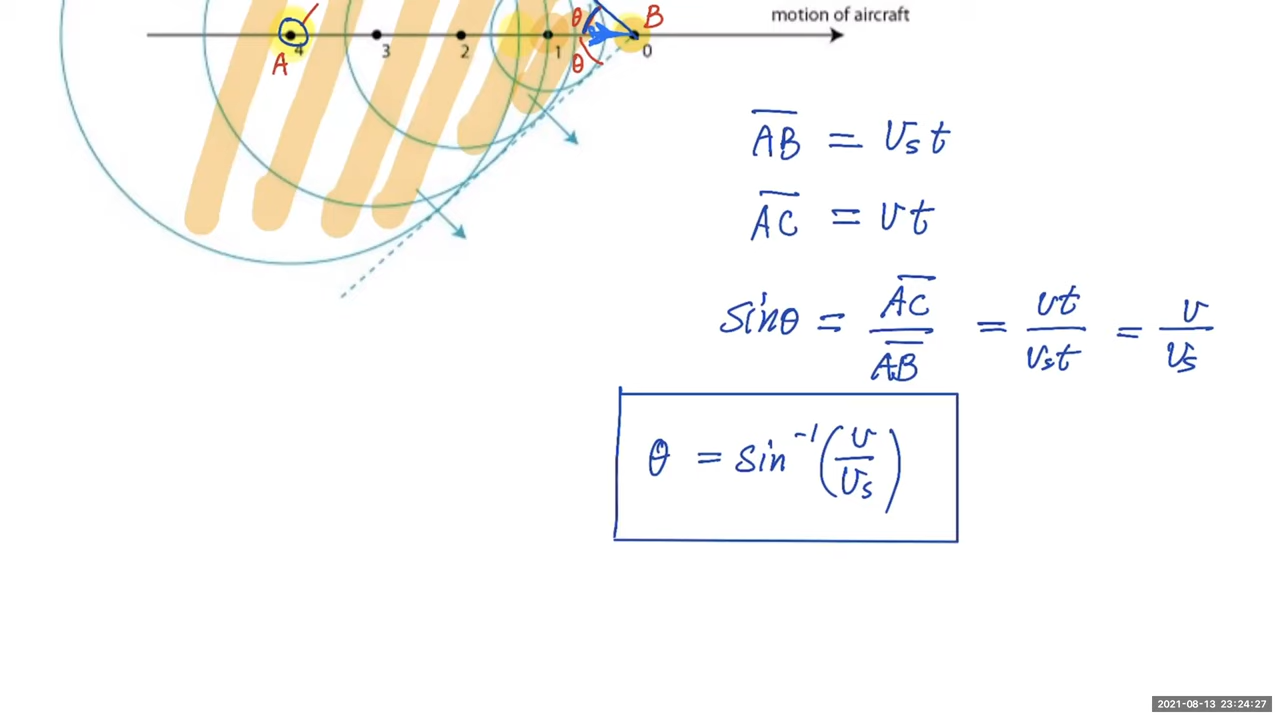 θ B motion of aircraft
4 3 2 1 0
A θ
AB = vₛt
AC = vt
sinθ = AC/AB = vt/vₛt = v/vₛ
θ = sin⁻¹(v/vₛ)
2021-08-13 23:24:27